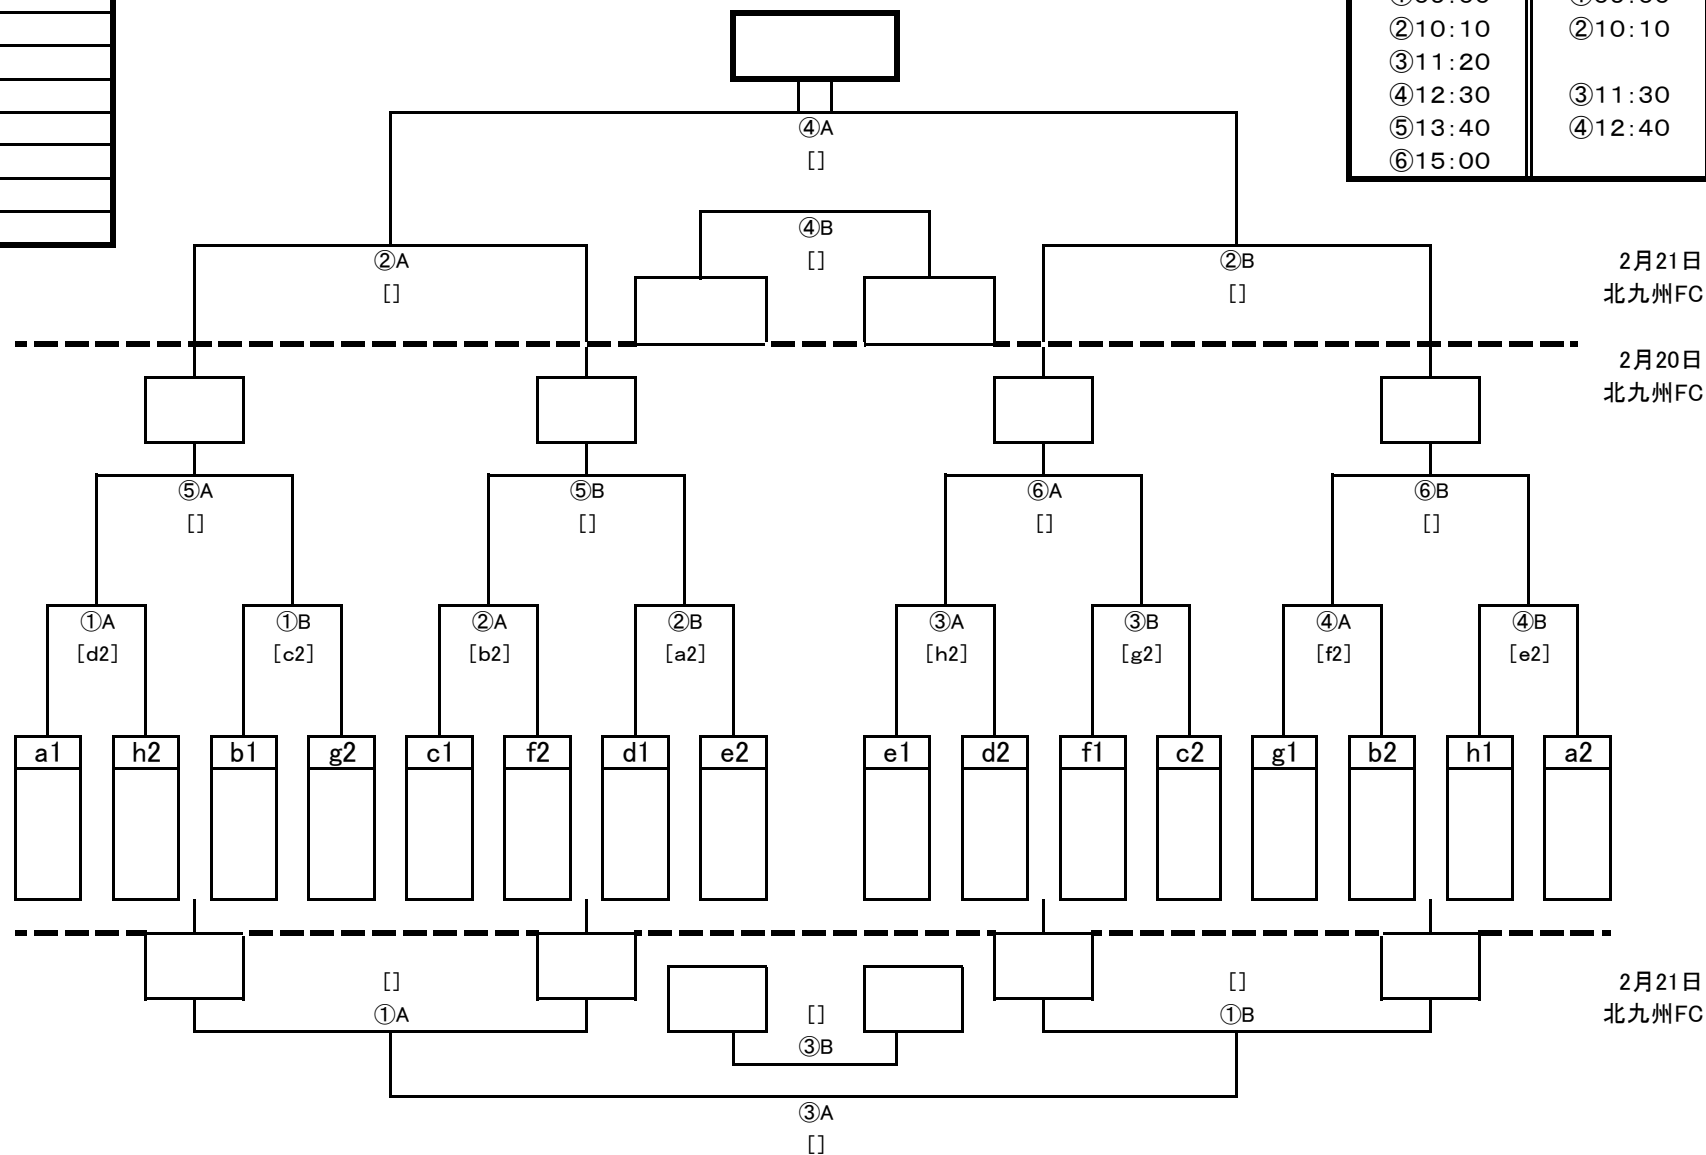 ②10:10 ②10:10
③11:20
④12:30 ③11:30
⑤13:40 ④12:40
⑥15:00
④A
[]
④B
[]
②A ②B
[] []
2月21日
北九州FC
2月20日
北九州FC
⑤A ⑤B ⑥A ⑥B
[] [] [] []
①A ①B ②A ②B ③A ③B ④A ④B
[d2] [c2] [b2] [a2] [h2] [g2] [f2] [e2]
a1 h2 b1 g2 c1 f2 d1 e2 e1 d2 f1 c2 g1 b2 h1 a2
[] [] 2月21日
①A [] ①B 北九州FC
③B
③A
[]